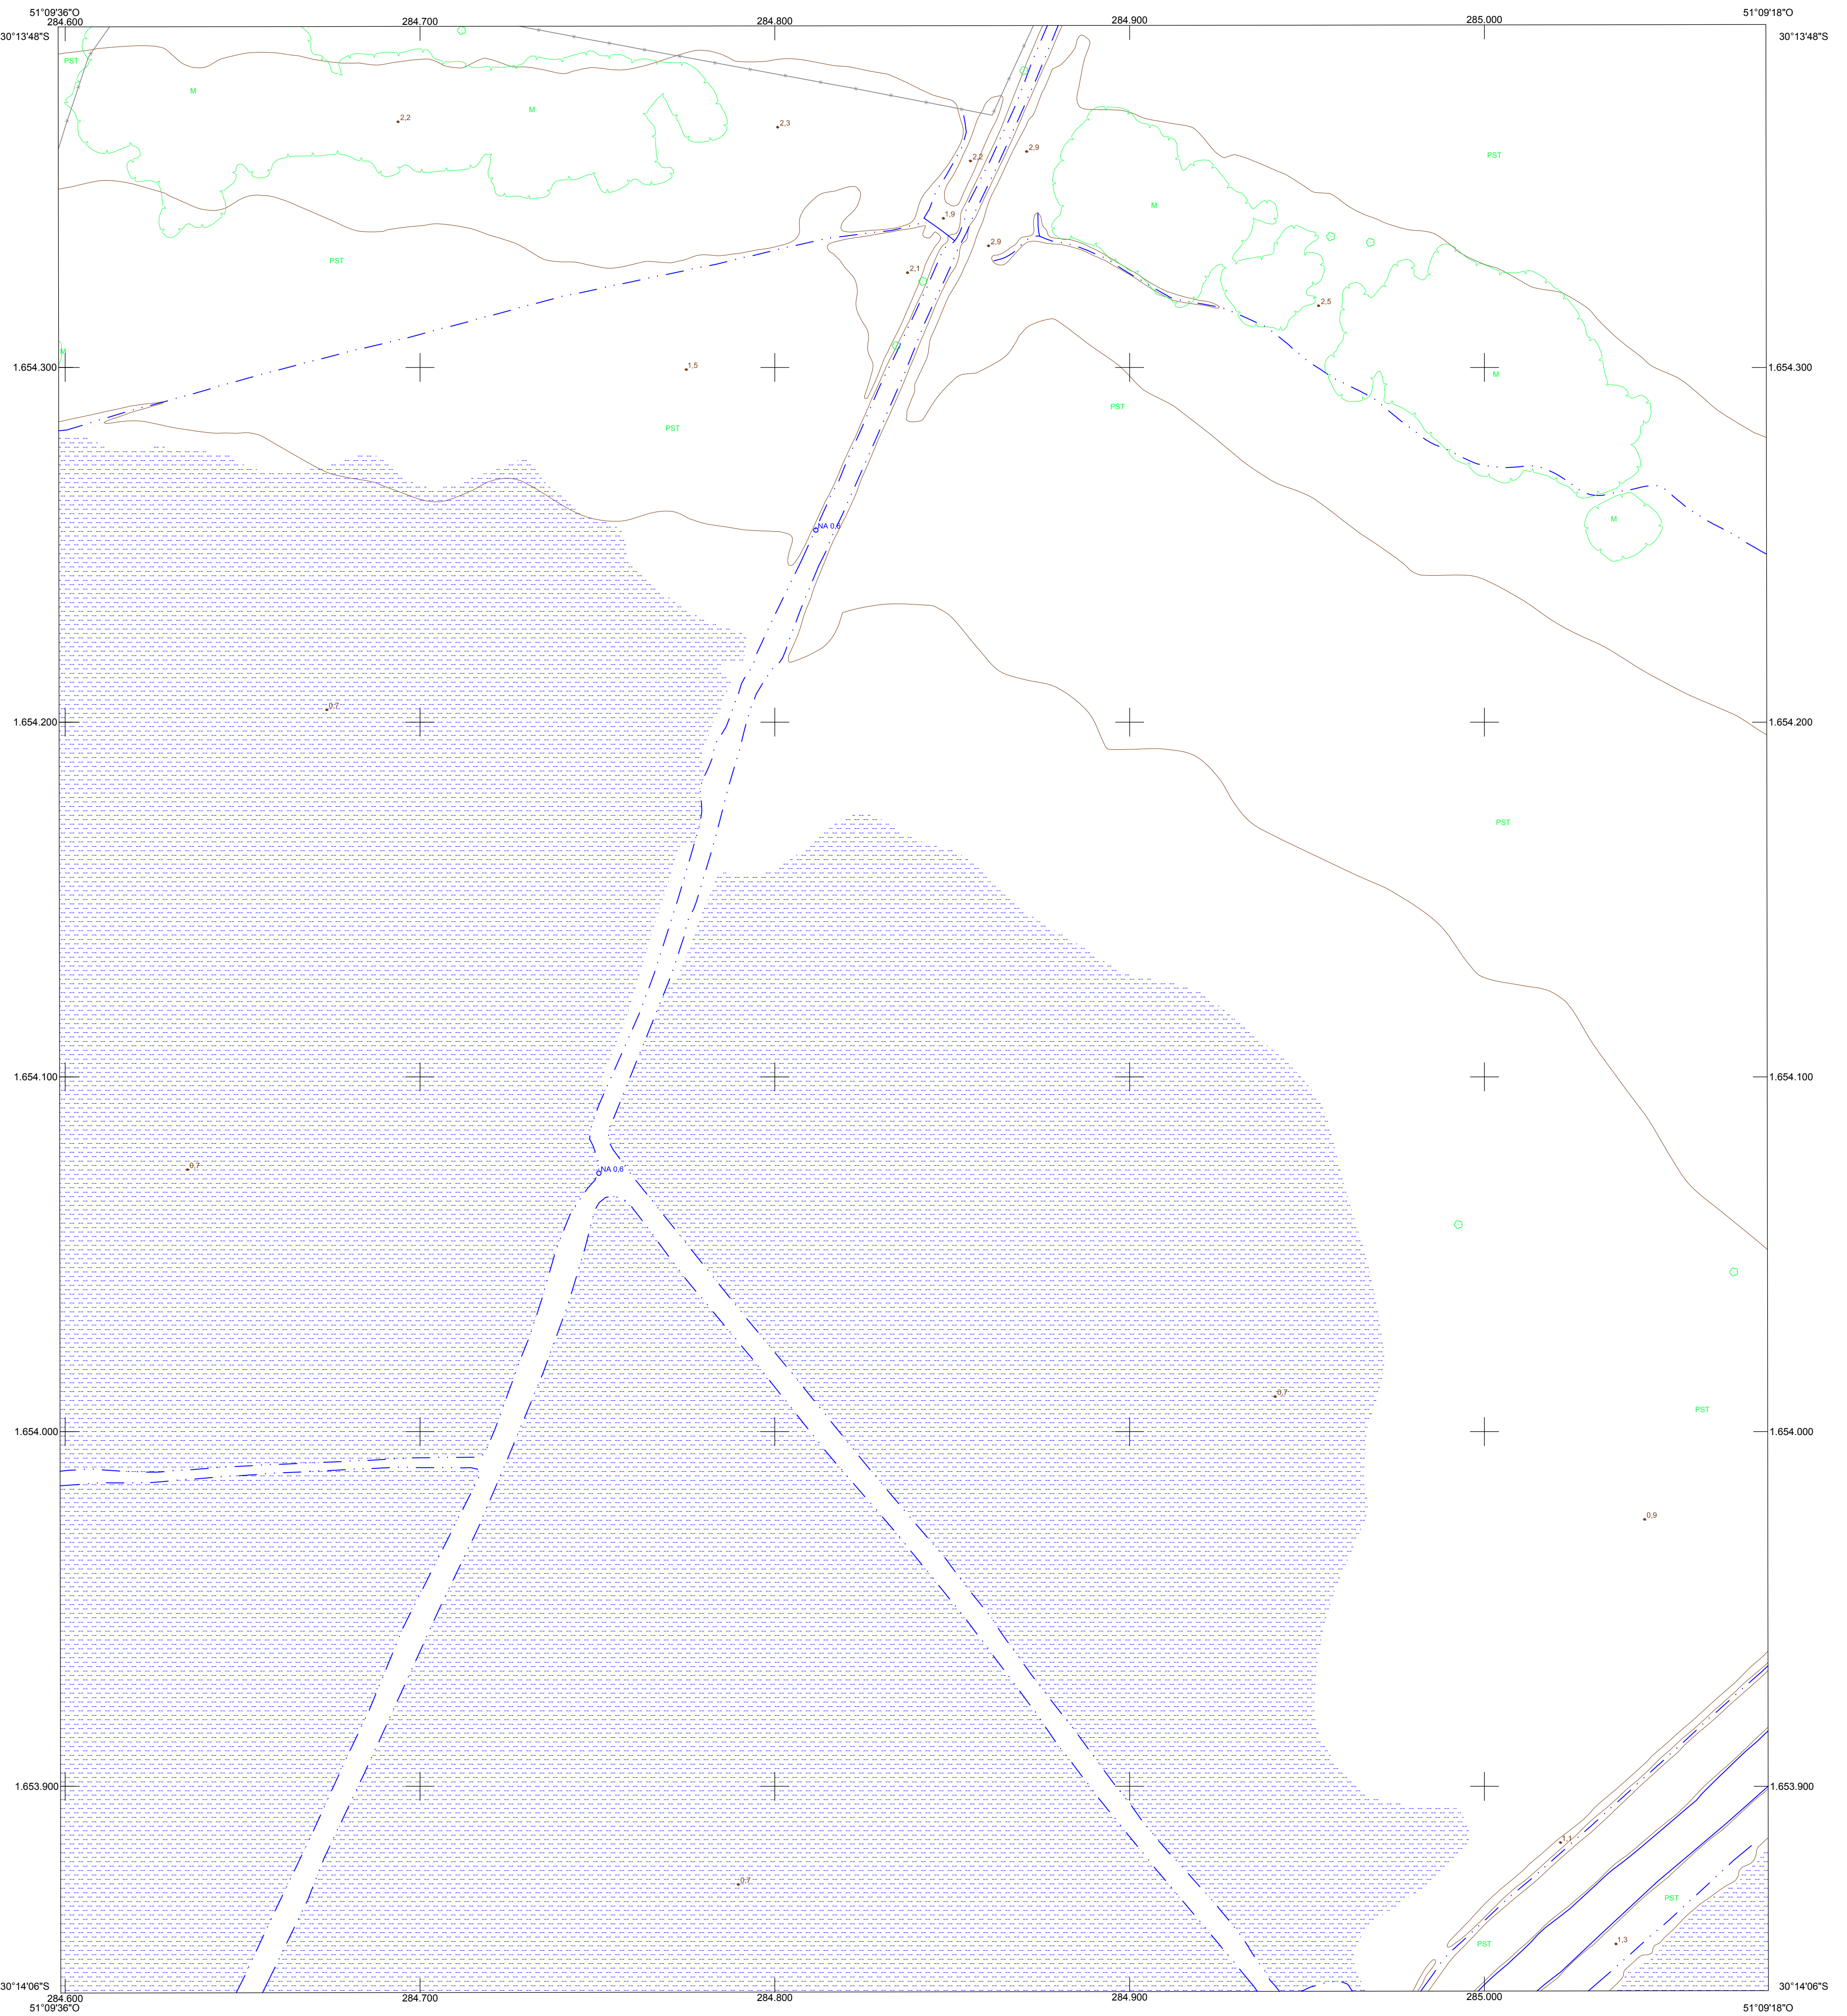 51°09'36"O
51°09'18"O
284.600
284.700
284.800
284.900
285.000
30°13'48"S
30°13'48"S
PST
M
M
2,2
2,3
2,2
2,9
PST
M
1,9
2,9
PST
2,1
2,5
M
1.654.300
1,5
M
1.654.300
PST
PST
M
NA 0,6
0,7
1.654.200
1.654.200
PST
1.654.100
1.654.100
0,7
NA 0,6
0,7
PST
1.654.000
1.654.000
0,9
1.653.900
1.653.900
1,1
0,7
PST
PST
1,3
30°14'06"S
30°14'06"S
284.600
284.700
284.800
284.900
285.000
51°09'36"O
51°09'18"O